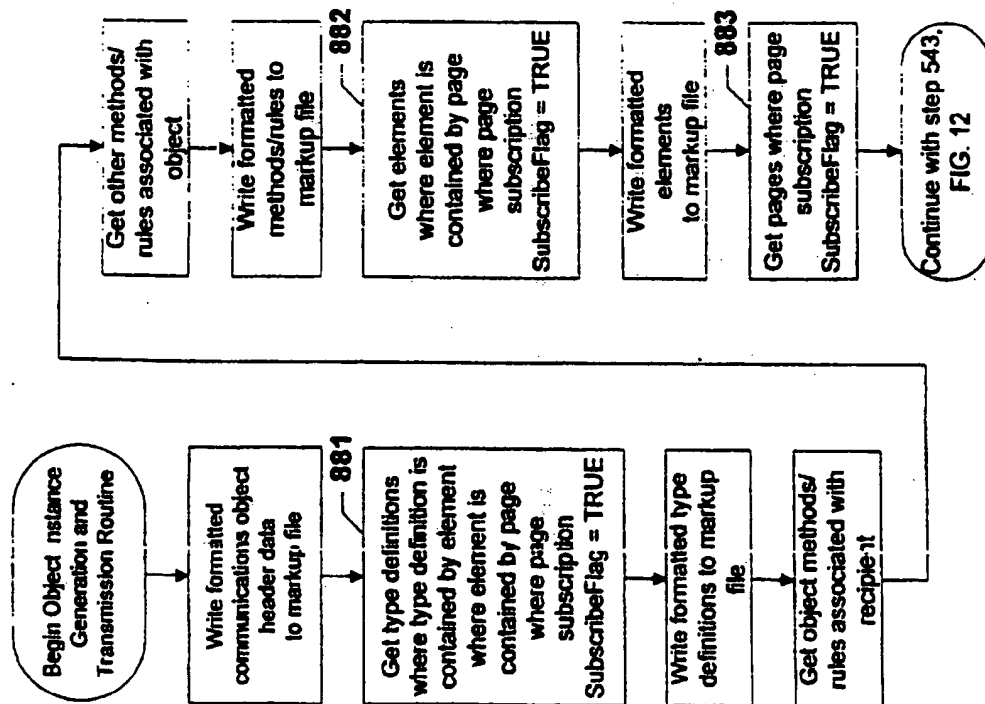 Begin Object nstance
Generation and
Transmission Routine
Write formatted
communications object
header data
to markup file
881
Get type definitions
where type definition is
contained by element
where element is
contained by page
where page
subscription
SubscribeFlag = TRUE
Write formatted type
definitions to markup
file
Get object methods/
rules associated with
recipient
Get other methods/
rules associated with
object
Write formatted
methods/rules to
markup file
882
Get elements
where element is
contained by page
where page
subscription
SubscribeFlag = TRUE
Write formatted
elements
to markup file
883
Get pages where page
subscription
SubscribeFlag = TRUE
Continue with step 543,
FIG. 12